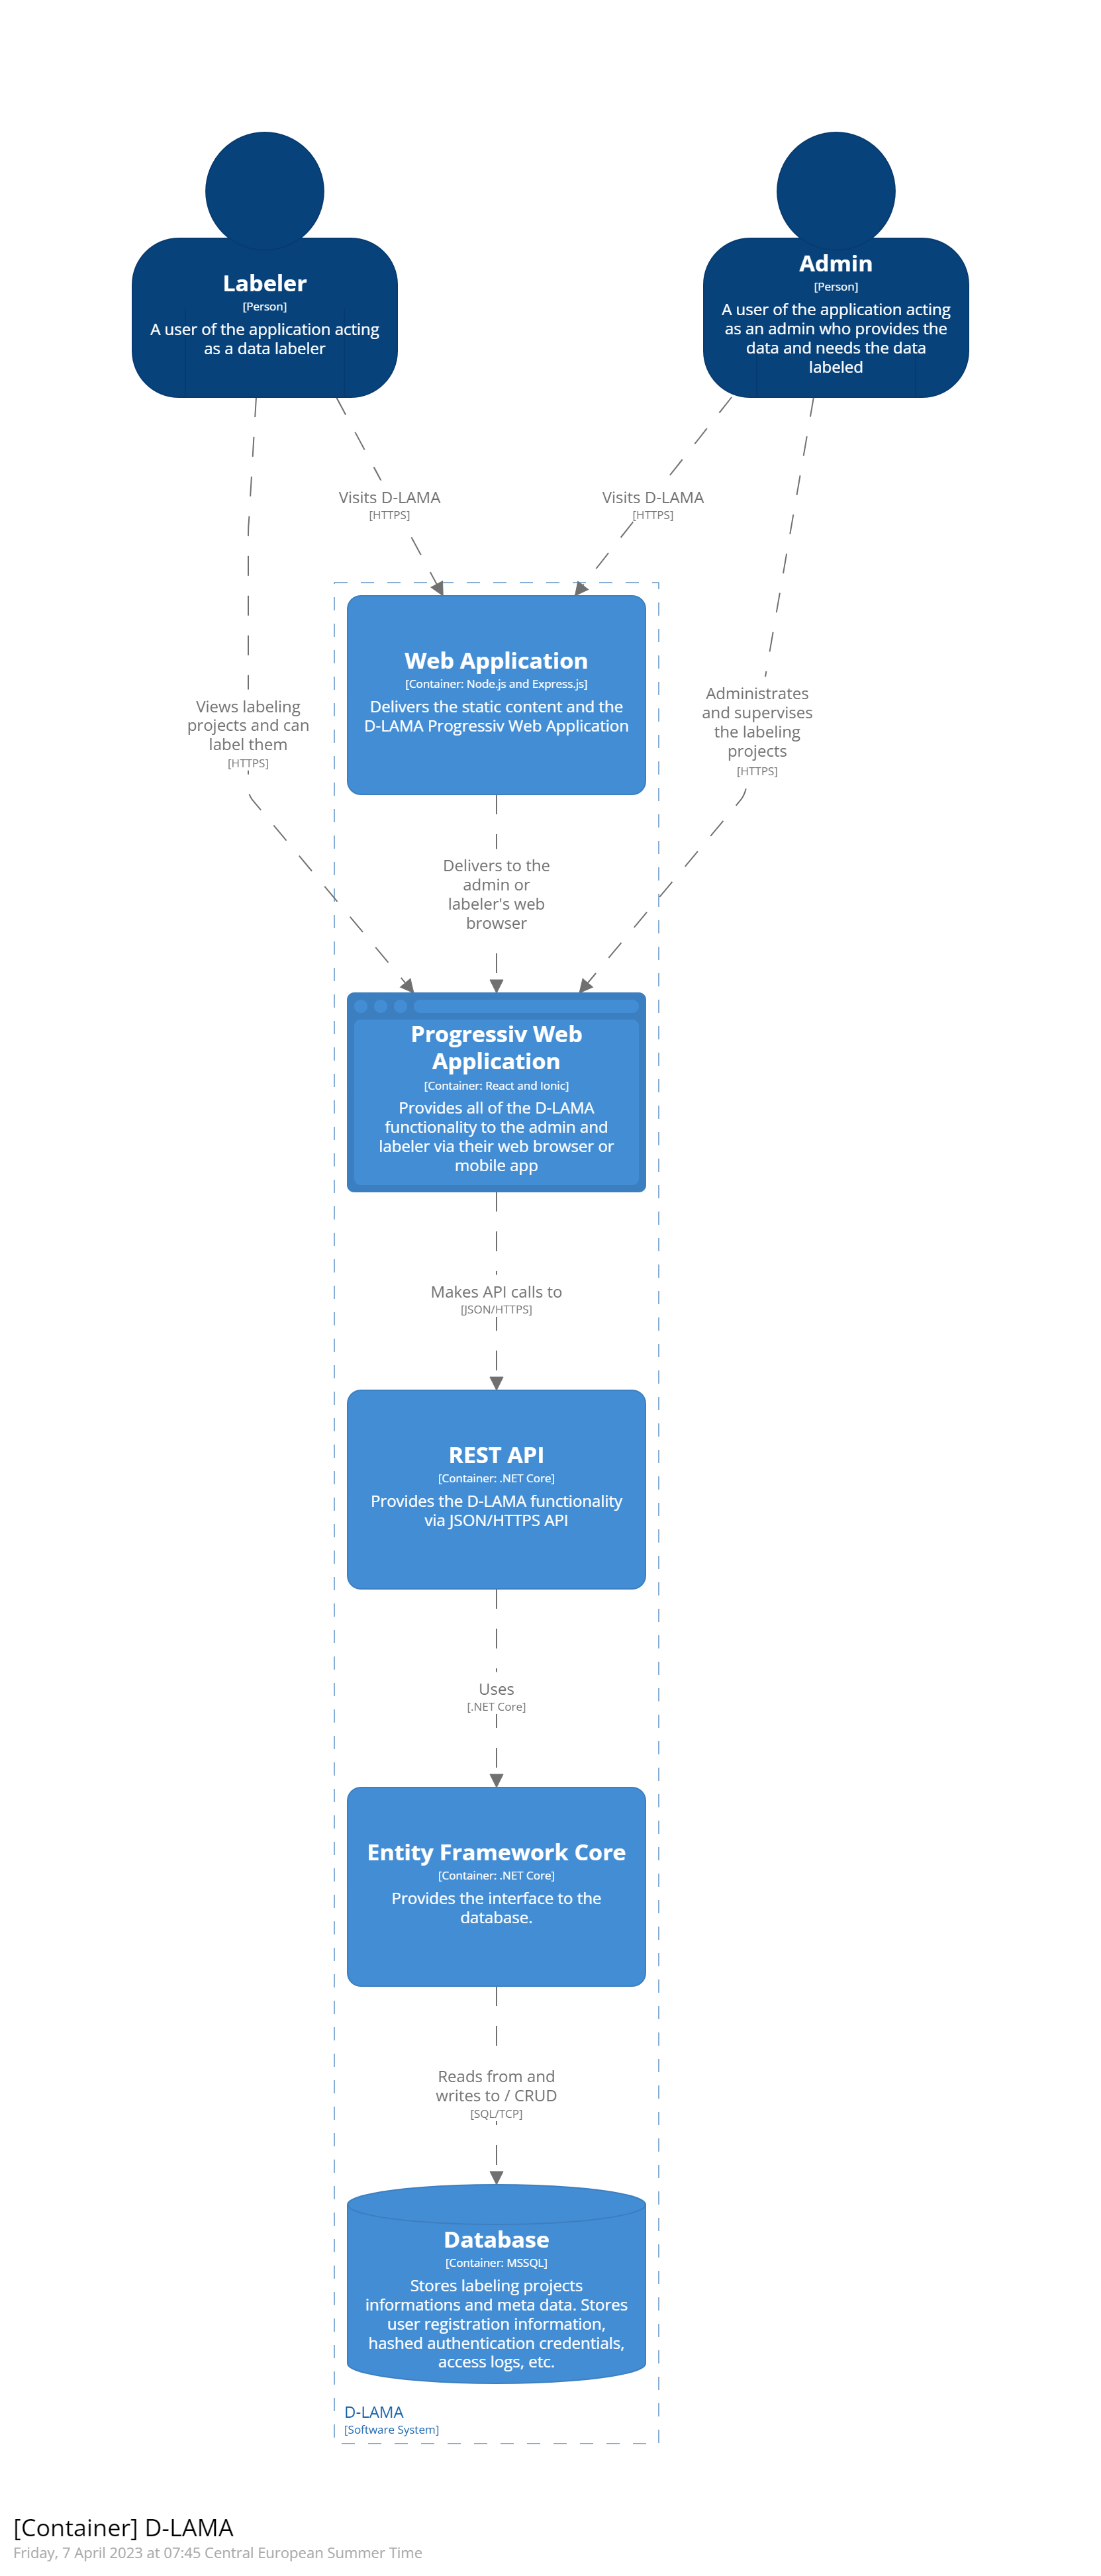 Labeler
[Person]
A user of the application acting
as a data labeler
Admin
[Person]
A user of the application acting
as an admin who provides the
data and needs the data
labeled
Visits D-LAMA
[HTTPS]
Visits D-LAMA
[HTTPS]
Web Application
[Container: Node.js and Express.js]
Delivers the static content and the
D-LAMA Progressiv Web Application
Views labeling
projects and can
label them
[HTTPS]
Administrates
and supervises
the labeling
projects
[HTTPS]
Delivers to the
admin or
labeler's web
browser
Progressiv Web
Application
[Container: React and Ionic]
Provides all of the D-LAMA
functionality to the admin and
labeler via their web browser or
mobile app
Makes API calls to
[JSON/HTTPS]
REST API
[Container: .NET Core]
Provides the D-LAMA functionality
via JSON/HTTPS API
Uses
[.NET Core]
Entity Framework Core
[Container: .NET Core]
Provides the interface to the
database.
Reads from and
writes to / CRUD
[SQL/TCP]
Database
[Container: MSSQL]
Stores labeling projects
informations and meta data. Stores
user registration information,
hashed authentication credentials,
access logs, etc.
D-LAMA
[Software System]
[Container] D-LAMA
Friday, 7 April 2023 at 07:45 Central European Summer Time